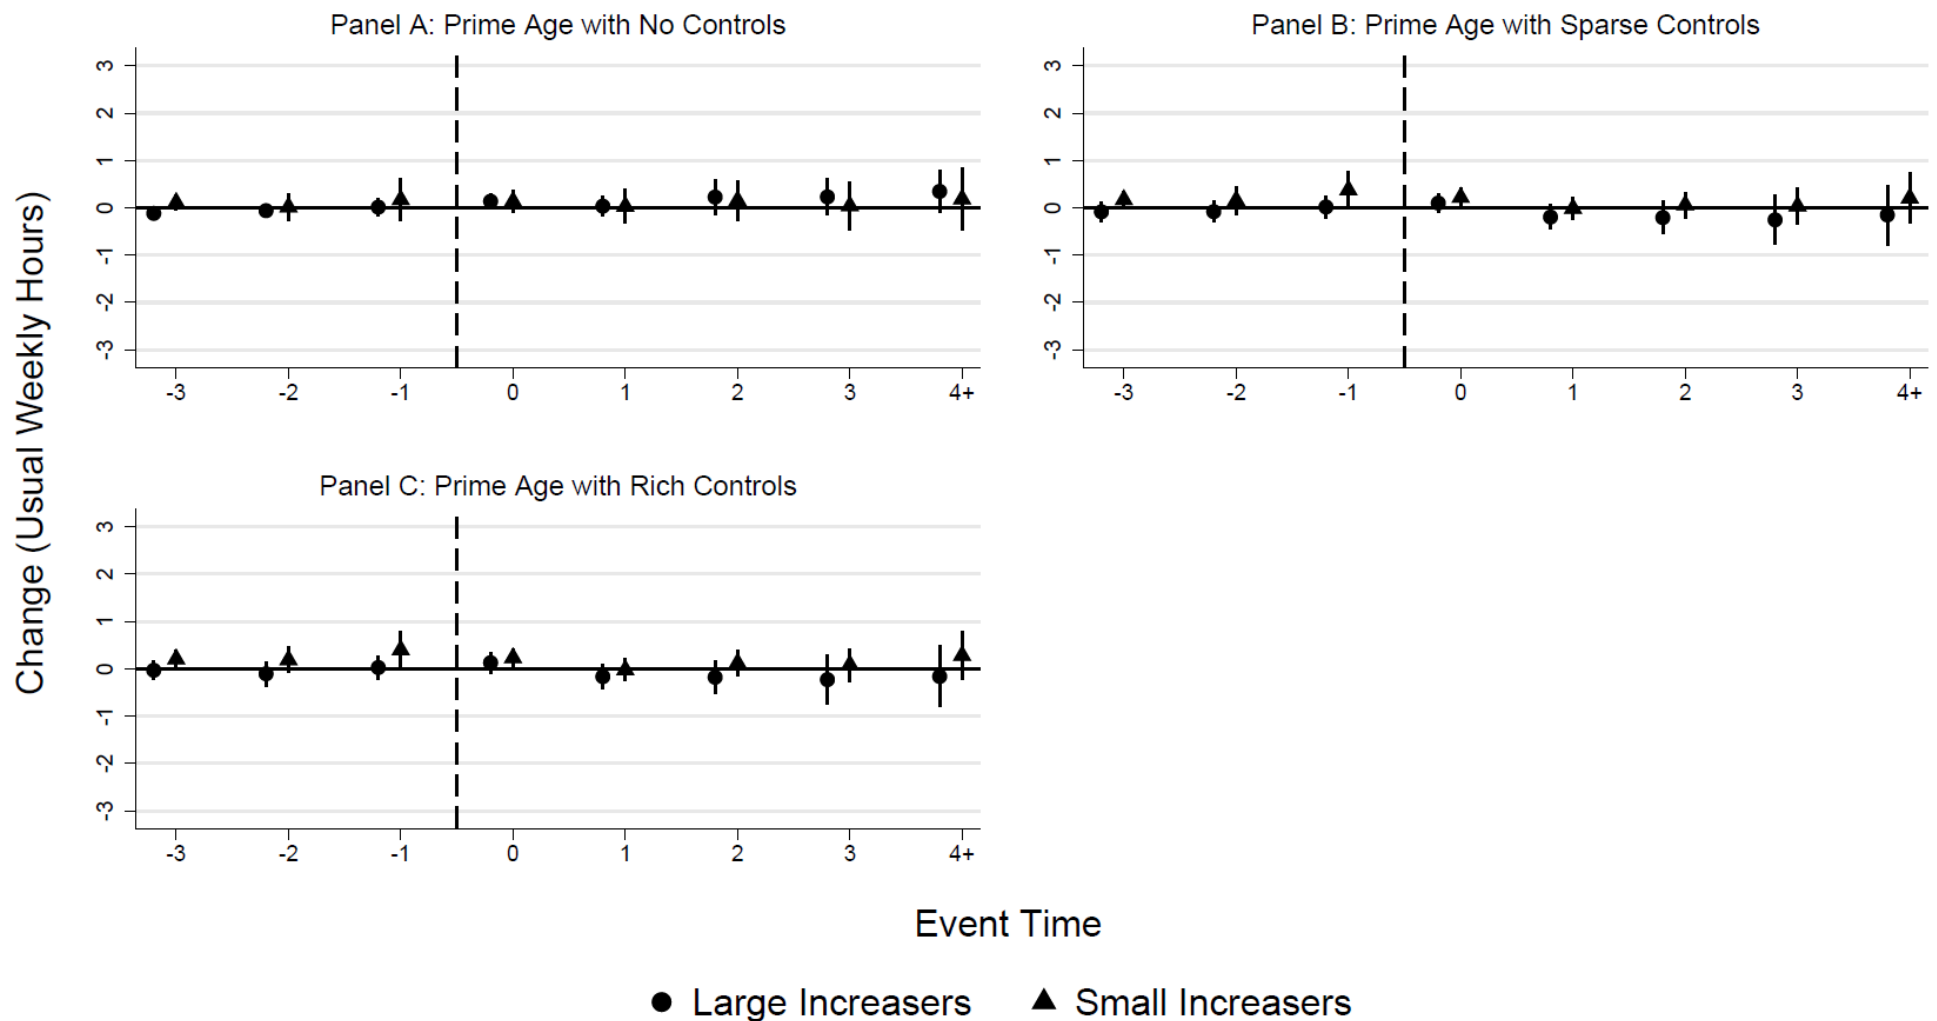 Panel A: Prime Age with No Controls
3
2
1
0
-1
-2
-3
-3 -2 -1 0 1 2 3 4+
Panel B: Prime Age with Sparse Controls
3
2
1
0
-1
-2
-3
-3 -2 -1 0 1 2 3 4+
Change (Usual Weekly Hours)
Panel C: Prime Age with Rich Controls
3
2
1
0
-1
-2
-3
-3 -2 -1 0 1 2 3 4+
Event Time
Large Increasers Small Increasers